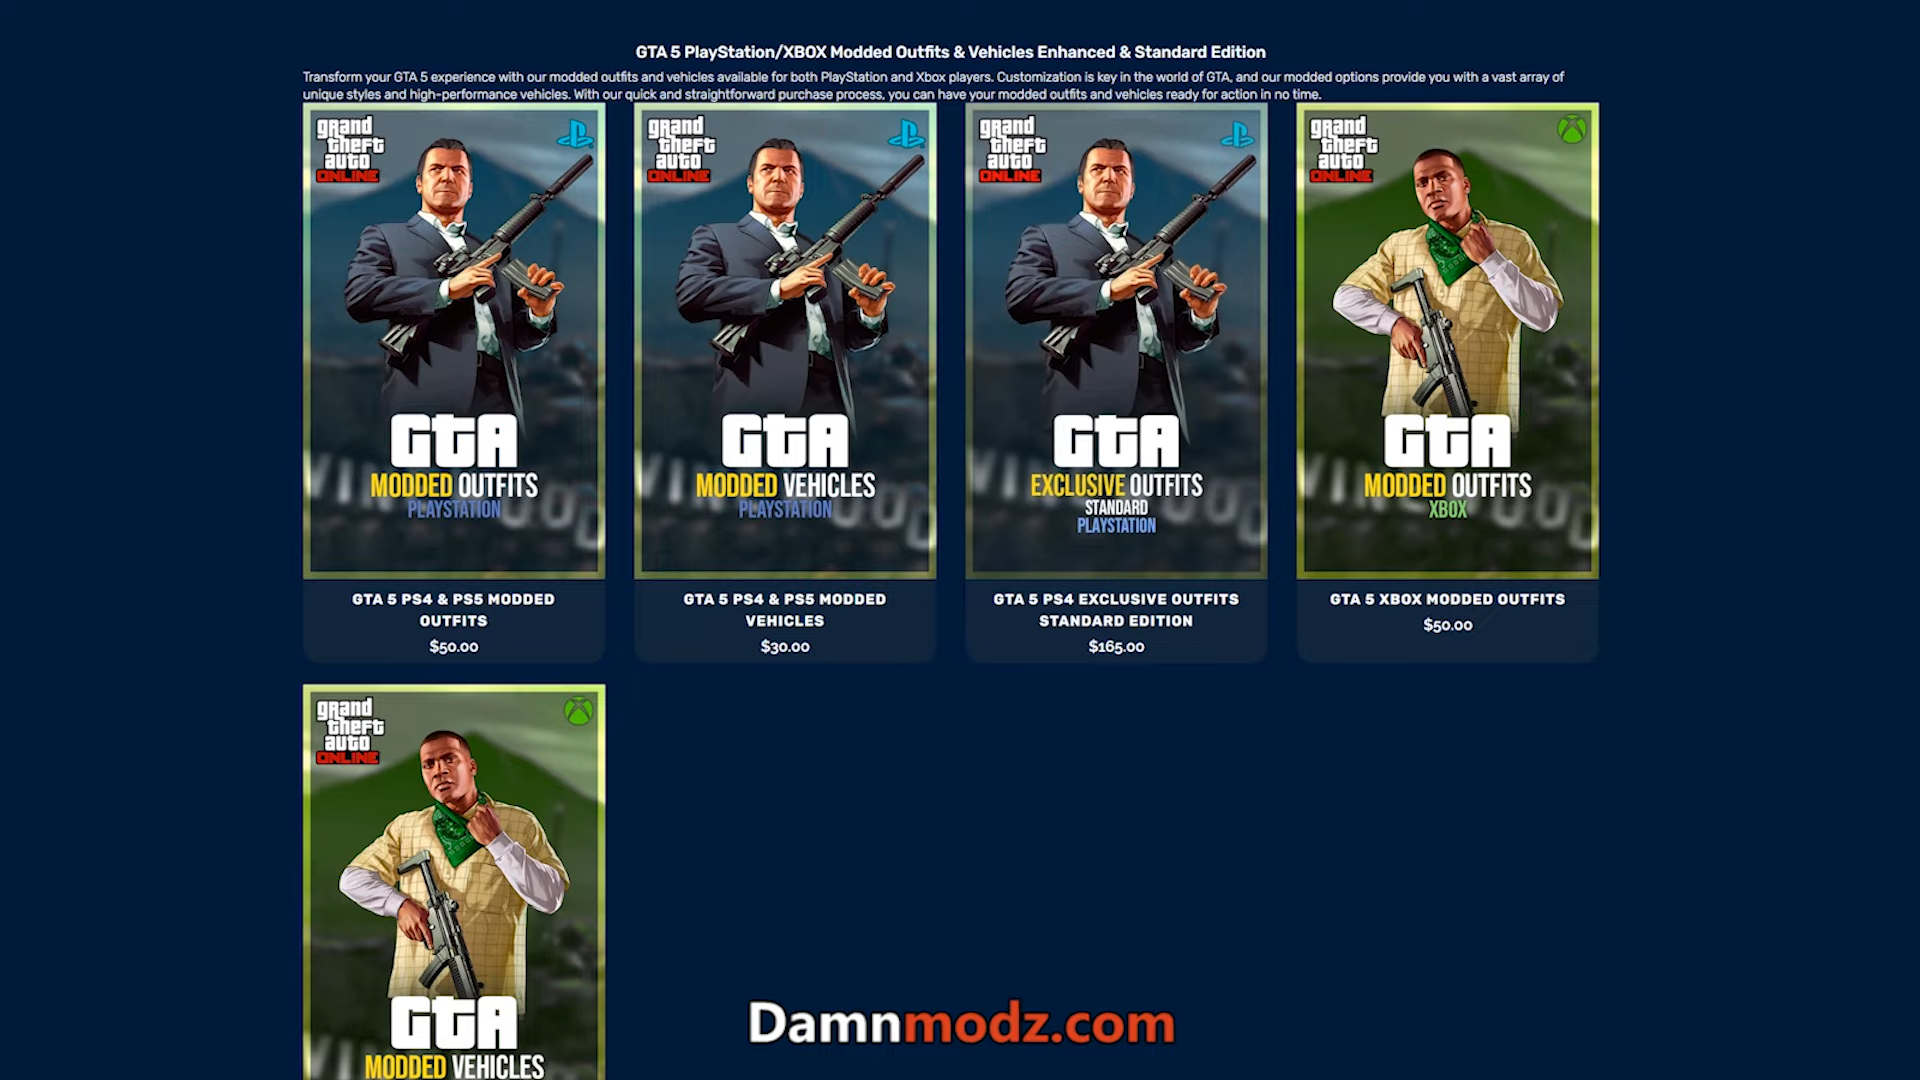 GTA 5 PlayStation/XBOX Modded Outfits & Vehicles Enhanced & Standard Edition
Transform your GTA 5 experience with our modded outfits and vehicles available for both PlayStation and Xbox players. Customization is key in the world of GTA, and our modded options provide you with a vast array of
unique styles and high-performance vehicles. With our quick and straightforward purchase process, you can have your modded outfits and vehicles ready for action in no time.
grand
theft
auto
ONLINE
GTA
MODDED OUTFITS
PLAYSTATION
GTA 5 PS4 & PS5 MODDED
OUTFITS
$50.00
grand
theft
auto
ONLINE
GTA
MODDED VEHICLES
PLAYSTATION
GTA 5 PS4 & PS5 MODDED
VEHICLES
$30.00
grand
theft
auto
ONLINE
GTA
EXCLUSIVE OUTFITS
STANDARD
PLAYSTATION
GTA 5 PS4 EXCLUSIVE OUTFITS
STANDARD EDITION
$165.00
grand
theft
auto
ONLINE
GTA
MODDED OUTFITS
XBOX
GTA 5 XBOX MODDED OUTFITS
$50.00
grand
theft
auto
ONLINE
GTA
MODDED VEHICLES
Damnmodz.com